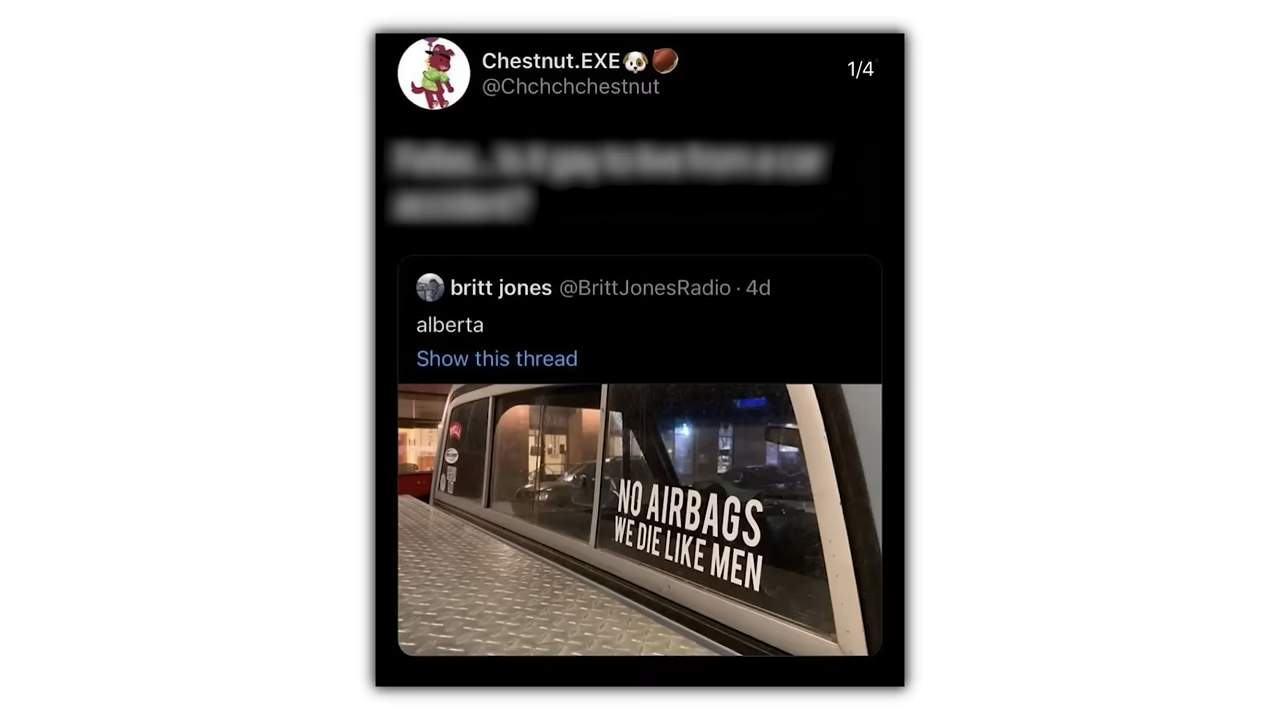 Chestnut.EXE🐶🌰
1/4
@Chchchchestnut
britt jones @BrittJonesRadio · 4d
alberta
Show this thread
NO AIRBAGS
WE DIE LIKE MEN